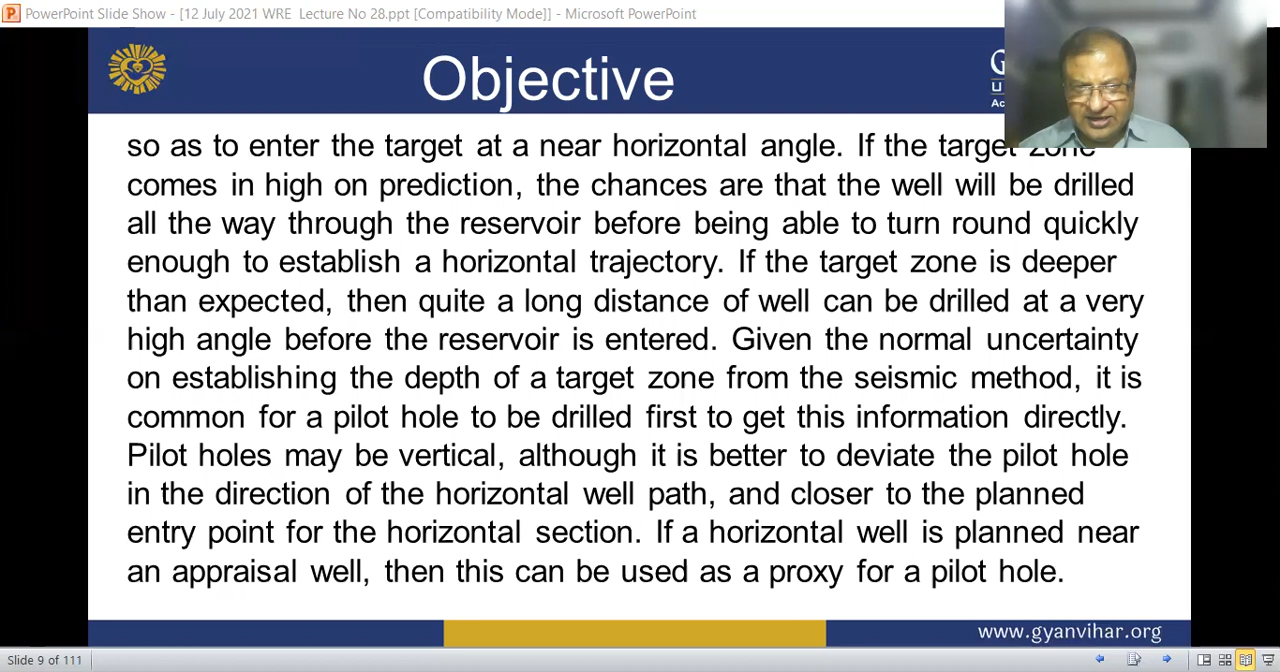 PowerPoint Slide Show - [12 July 2021 WRE Lecture No 28.ppt [Compatibility Mode]] - Microsoft PowerPoint
Objective
so as to enter the target at a near horizontal angle. If the target zone
comes in high on prediction, the chances are that the well will be drilled
all the way through the reservoir before being able to turn round quickly
enough to establish a horizontal trajectory. If the target zone is deeper
than expected, then quite a long distance of well can be drilled at a very
high angle before the reservoir is entered. Given the normal uncertainty
on establishing the depth of a target zone from the seismic method, it is
common for a pilot hole to be drilled first to get this information directly.
Pilot holes may be vertical, although it is better to deviate the pilot hole
in the direction of the horizontal well path, and closer to the planned
entry point for the horizontal section. If a horizontal well is planned near
an appraisal well, then this can be used as a proxy for a pilot hole.
www.gyanvihar.org
Slide 9 of 111